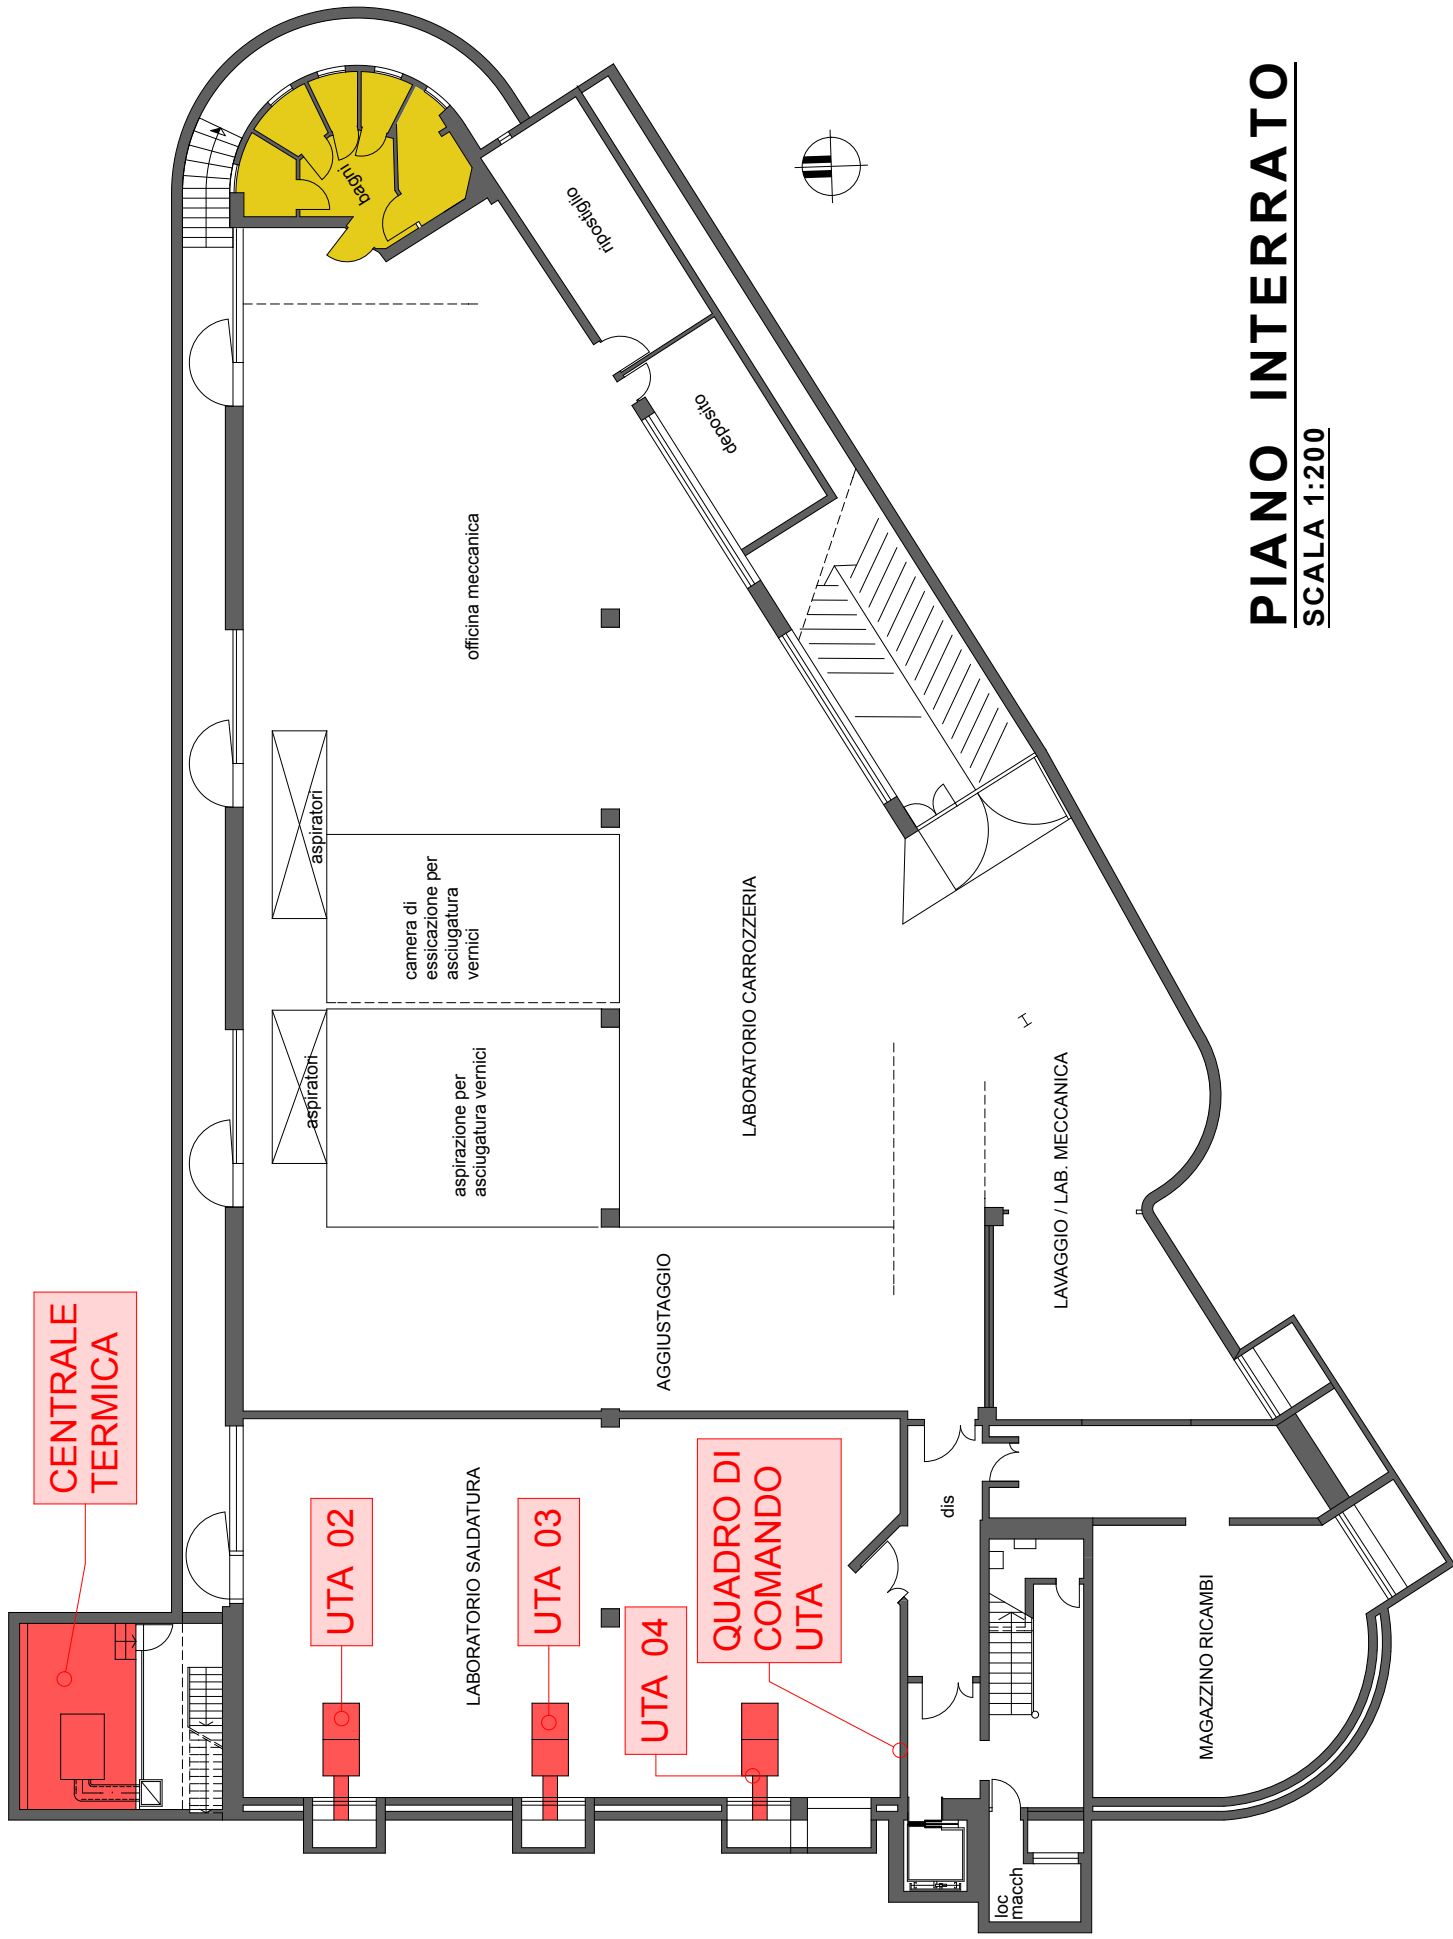 PIANO INTERRATO
SCALA 1:200
CENTRALE
TERMICA
UTA 02
UTA 03
UTA 04
QUADRO DI
COMANDO
UTA
LABORATORIO SALDATURA
AGGIUSTAGGIO
aspiratori
aspirazione per
asciugatura vernici
aspiratori
camera di
essicazione per
asciugatura
vernici
officina meccanica
bagni
ripostiglio
deposito
LABORATORIO CARROZZERIA
LAVAGGIO / LAB. MECCANICA
dis
MAGAZZINO RICAMBI
loc
macch